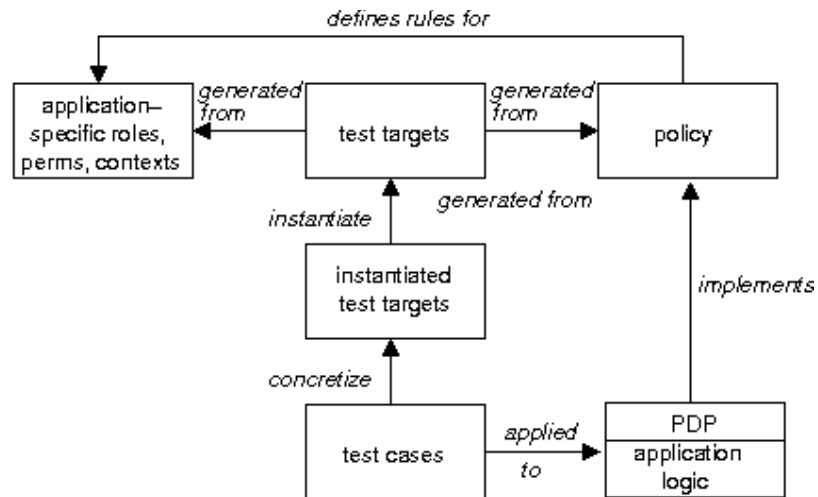 defines rules for
application–
specific roles,
perms, contexts
generated
from
test targets
generated
from
policy
instantiate
generated from
instantiated
test targets
implements
concretize
test cases
applied
to
PDP
application
logic